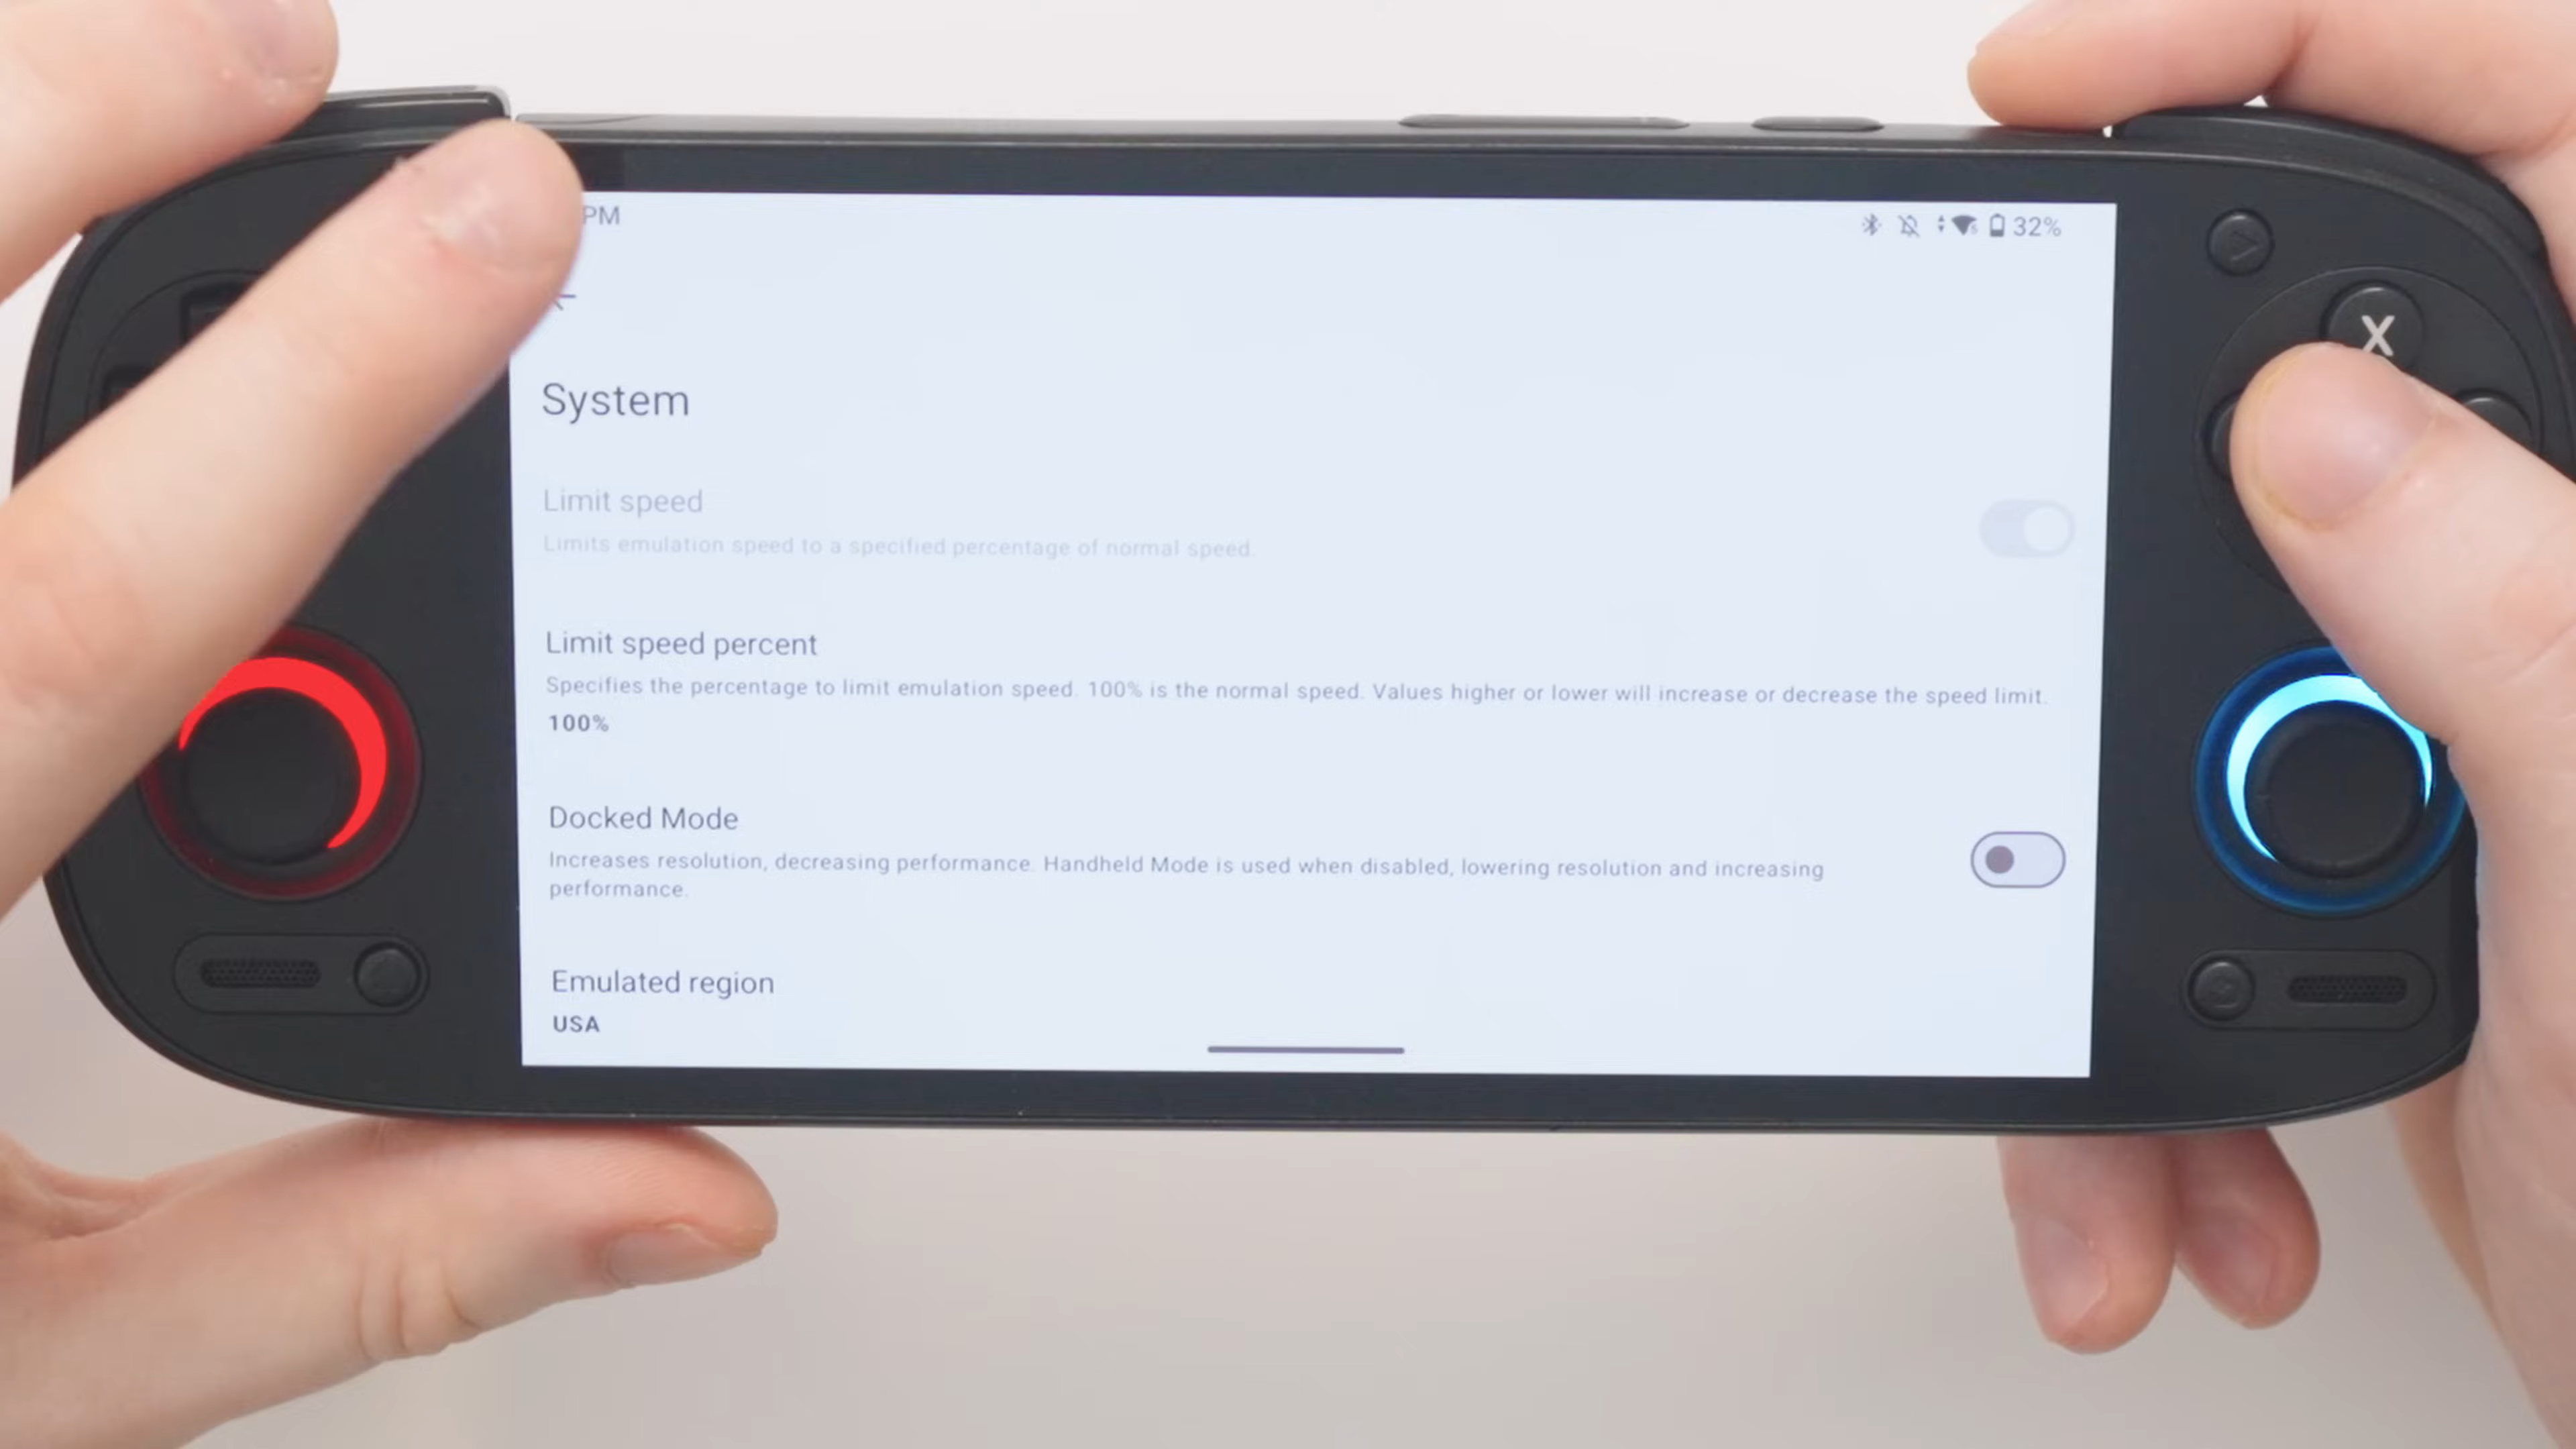 PM
32%
X
System
Limit speed
Limits emulation speed to a specified percentage of normal speed.
Limit speed percent
Specifies the percentage to limit emulation speed. 100% is the normal speed. Values higher or lower will increase or decrease the speed limit.
100%
Docked Mode
Increases resolution, decreasing performance. Handheld Mode is used when disabled, lowering resolution and increasing
performance.
Emulated region
USA